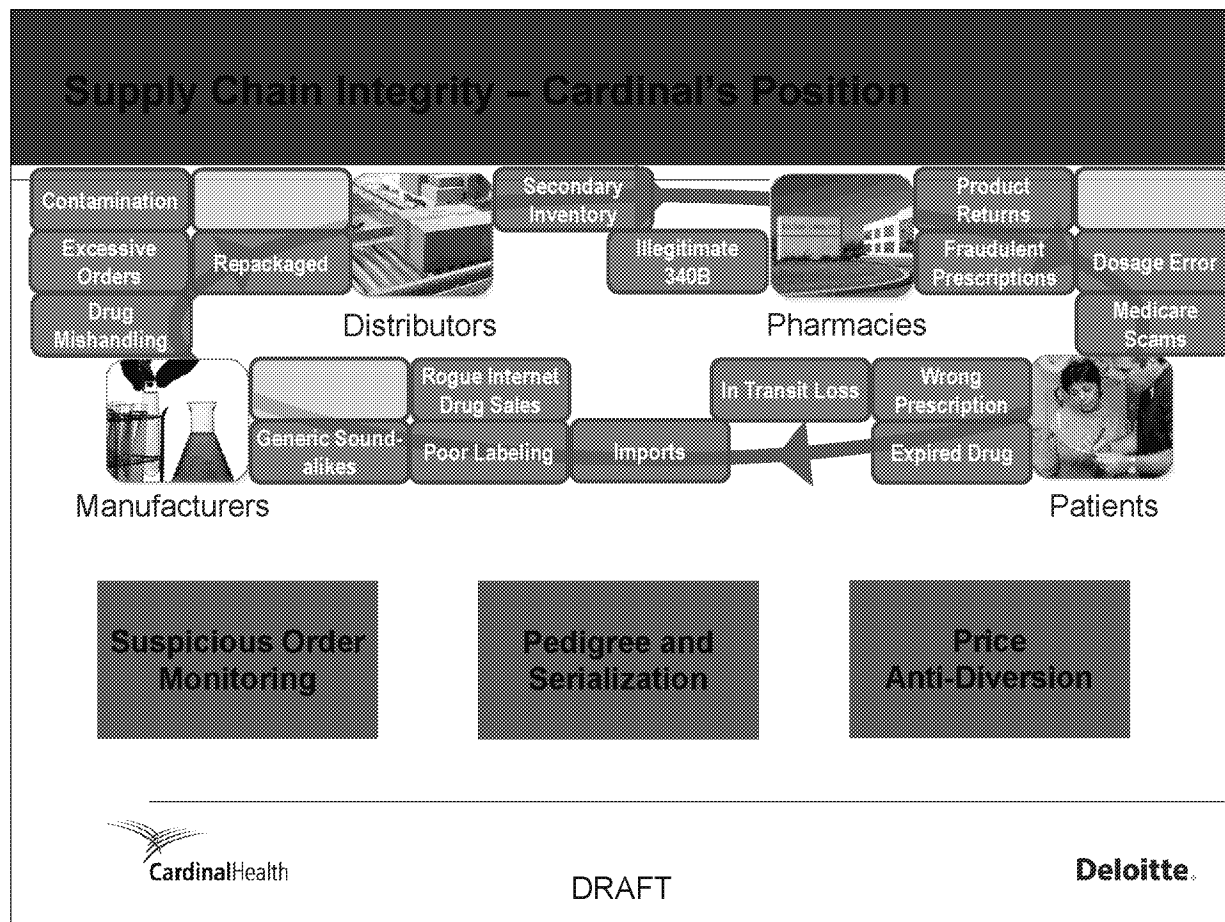 Supply Chain Integrity – Cardinal's Position
Contamination
Excessive
Orders
Repackaged
Drug
Mishandling
Distributors
Secondary
Inventory
Illegitimate
340B
Pharmacies
Product
Returns
Fraudulent
Prescriptions
Dosage Error
Medicare
Scams
Manufacturers
Generic Sound-
alikes
Rogue Internet
Drug Sales
Poor Labeling
Imports
In Transit Loss
Wrong
Prescription
Expired Drug
Patients
Suspicious Order
Monitoring
Pedigree and
Serialization
Price
Anti-Diversion
CardinalHealth
DRAFT
Deloitte.